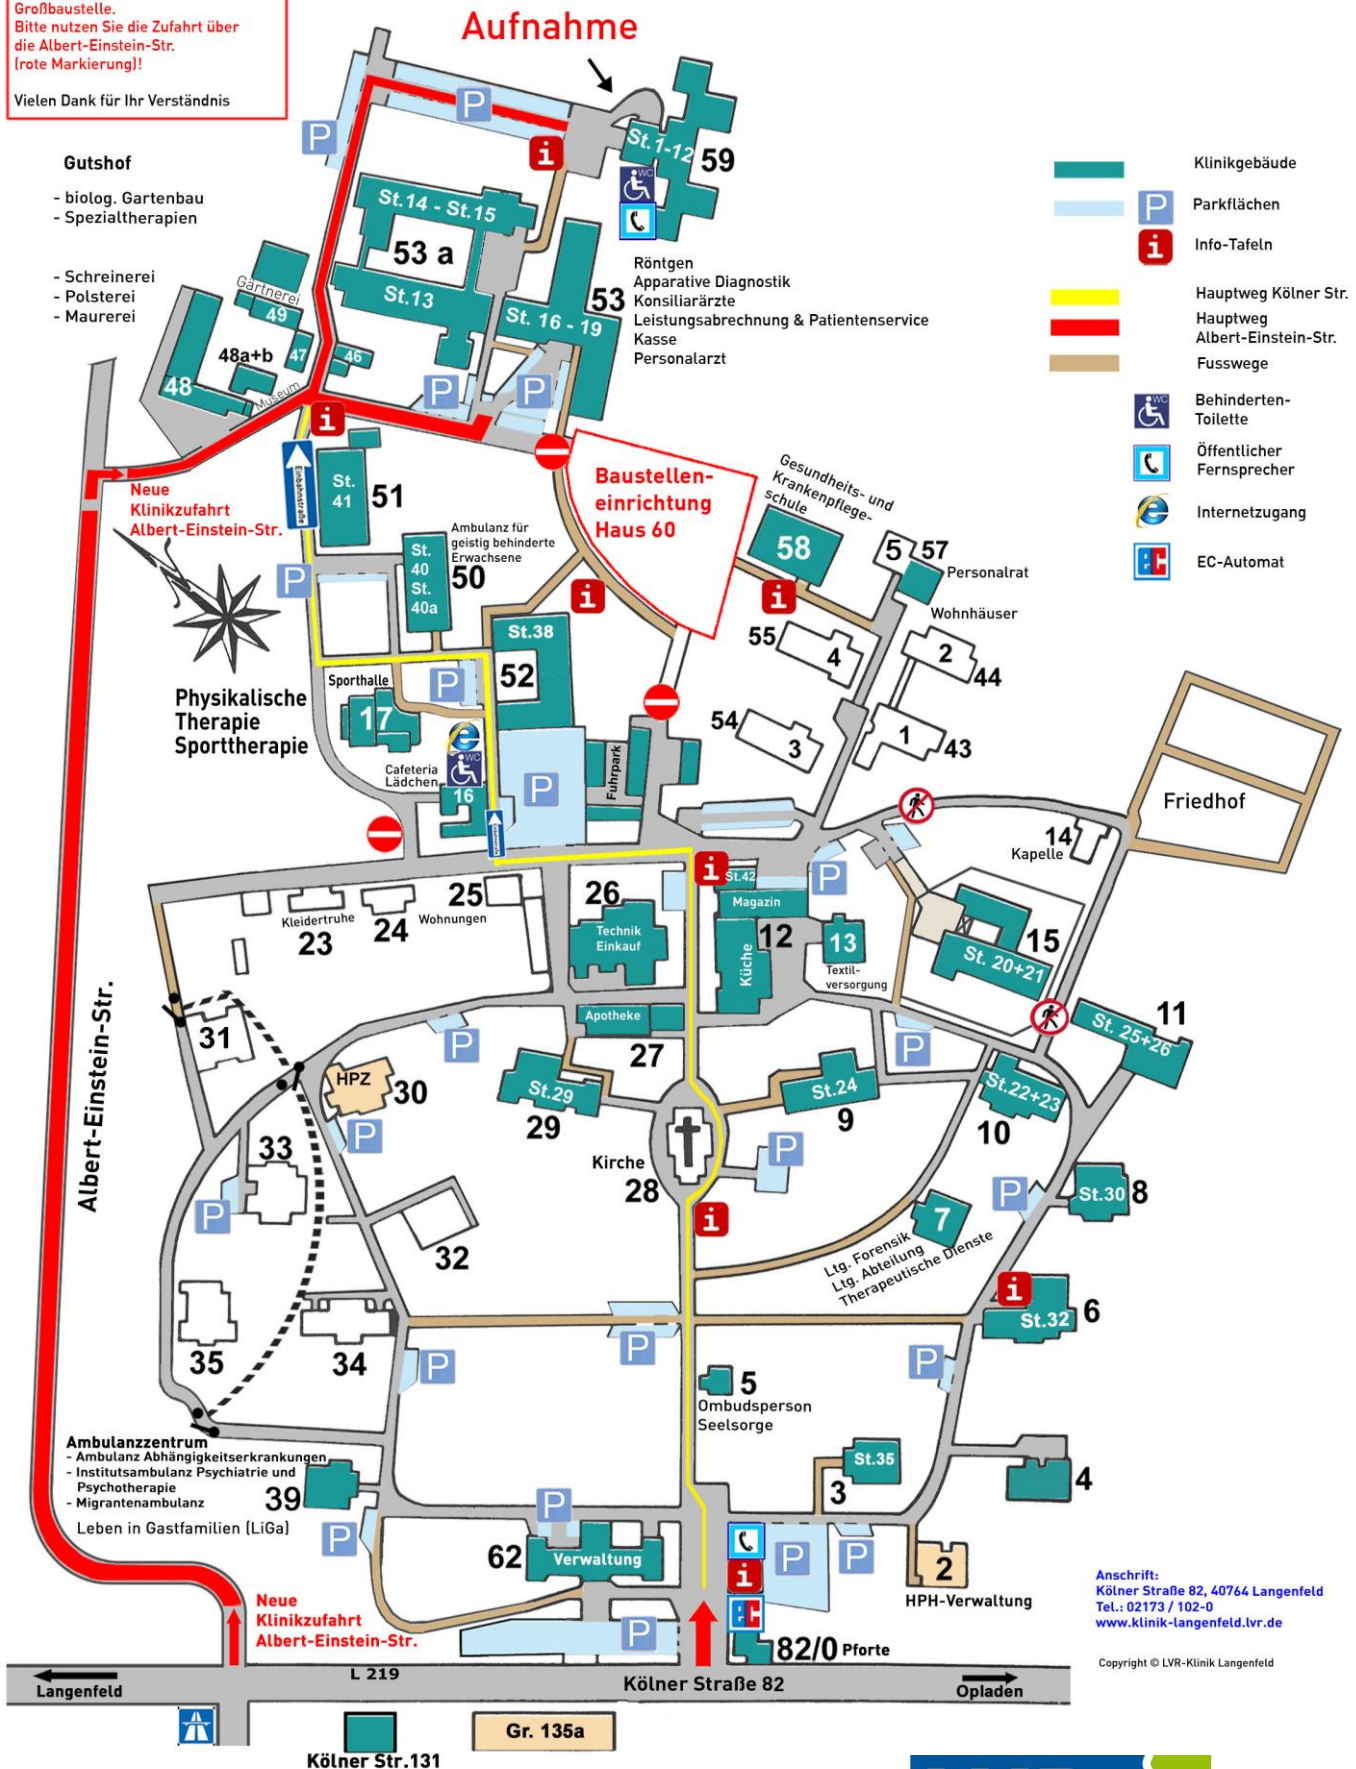 Großbaustelle.
Bitte nutzen Sie die Zufahrt über
die Albert-Einstein-Str.
(rote Markierung)!
Vielen Dank für Ihr Verständnis
Aufnahme
Gutshof
- biolog. Gartenbau
- Spezialtherapien
- Schreinerei
- Polsterei
- Maurerei
P
P
i
St.1-12
59
WC
St.14 - St.15
53 a
St.13
53
St. 16 - 19
Röntgen
Apparative Diagnostik
Konsiliarärzte
Leistungsabrechnung & Patientenservice
Kasse
Personalarzt
Klinikgebäude
P
Parkflächen
i
Info-Tafeln
Hauptweg Kölner Str.
Hauptweg
Albert-Einstein-Str.
Fusswege
WC
Behinderten-
Toilette
Öffentlicher
Fernsprecher
Internetzugang
EC-Automat
Gärtnerei
49
48a+b
47
46
48
Museum
P
P
i
Neue
Klinikzufahrt
Albert-Einstein-Str.
Einbahnstraße
St.
41
51
Baustellen-
einrichtung
Haus 60
Gesundheits- und
Krankenpflege-
schule
58
5
57
Personalrat
Ambulanz für
geistig behinderte
Erwachsene
St.
40
St.
40a
50
P
i
i
Wohnhäuser
55
4
2
44
St.38
52
Physikalische
Therapie
Sporttherapie
Sporthalle
17
P
54
3
1
43
WC
Cafeteria
Lädchen
16
P
Fuhrpark
Friedhof
14
Kapelle
i
St.42
Magazin
P
Kleidertruhe
23
24
25
Wohnungen
26
Technik
Einkauf
12
Küche
13
Textil-
versorgung
15
St. 20+21
Albert-Einstein-Str.
31
P
Apotheke
27
P
St. 25+26
11
HPZ
30
P
St.29
29
St.24
9
St.22+23
10
33
P
Kirche
28
P
P
St.30
8
32
i
7
Ltg. Forensik
Ltg. Abteilung
Therapeutische Dienste
i
St.32
6
35
34
P
P
P
5
Ombudsperson
Seelsorge
Ambulanzzentrum
- Ambulanz Abhängigkeitserkrankungen
- Institutsambulanz Psychiatrie und
Psychotherapie
- Migrantenambulanz
Leben in Gastfamilien (LiGa)
39
St.35
3
4
P
P
62
Verwaltung
i
P
P
2
HPH-Verwaltung
Anschrift:
Kölner Straße 82, 40764 Langenfeld
Tel.: 02173 / 102-0
www.klinik-langenfeld.lvr.de
Neue
Klinikzufahrt
Albert-Einstein-Str.
P
82/0 Pforte
Copyright © LVR-Klinik Langenfeld
Langenfeld
L 219
Kölner Straße 82
Opladen
Kölner Str.131
Gr. 135a